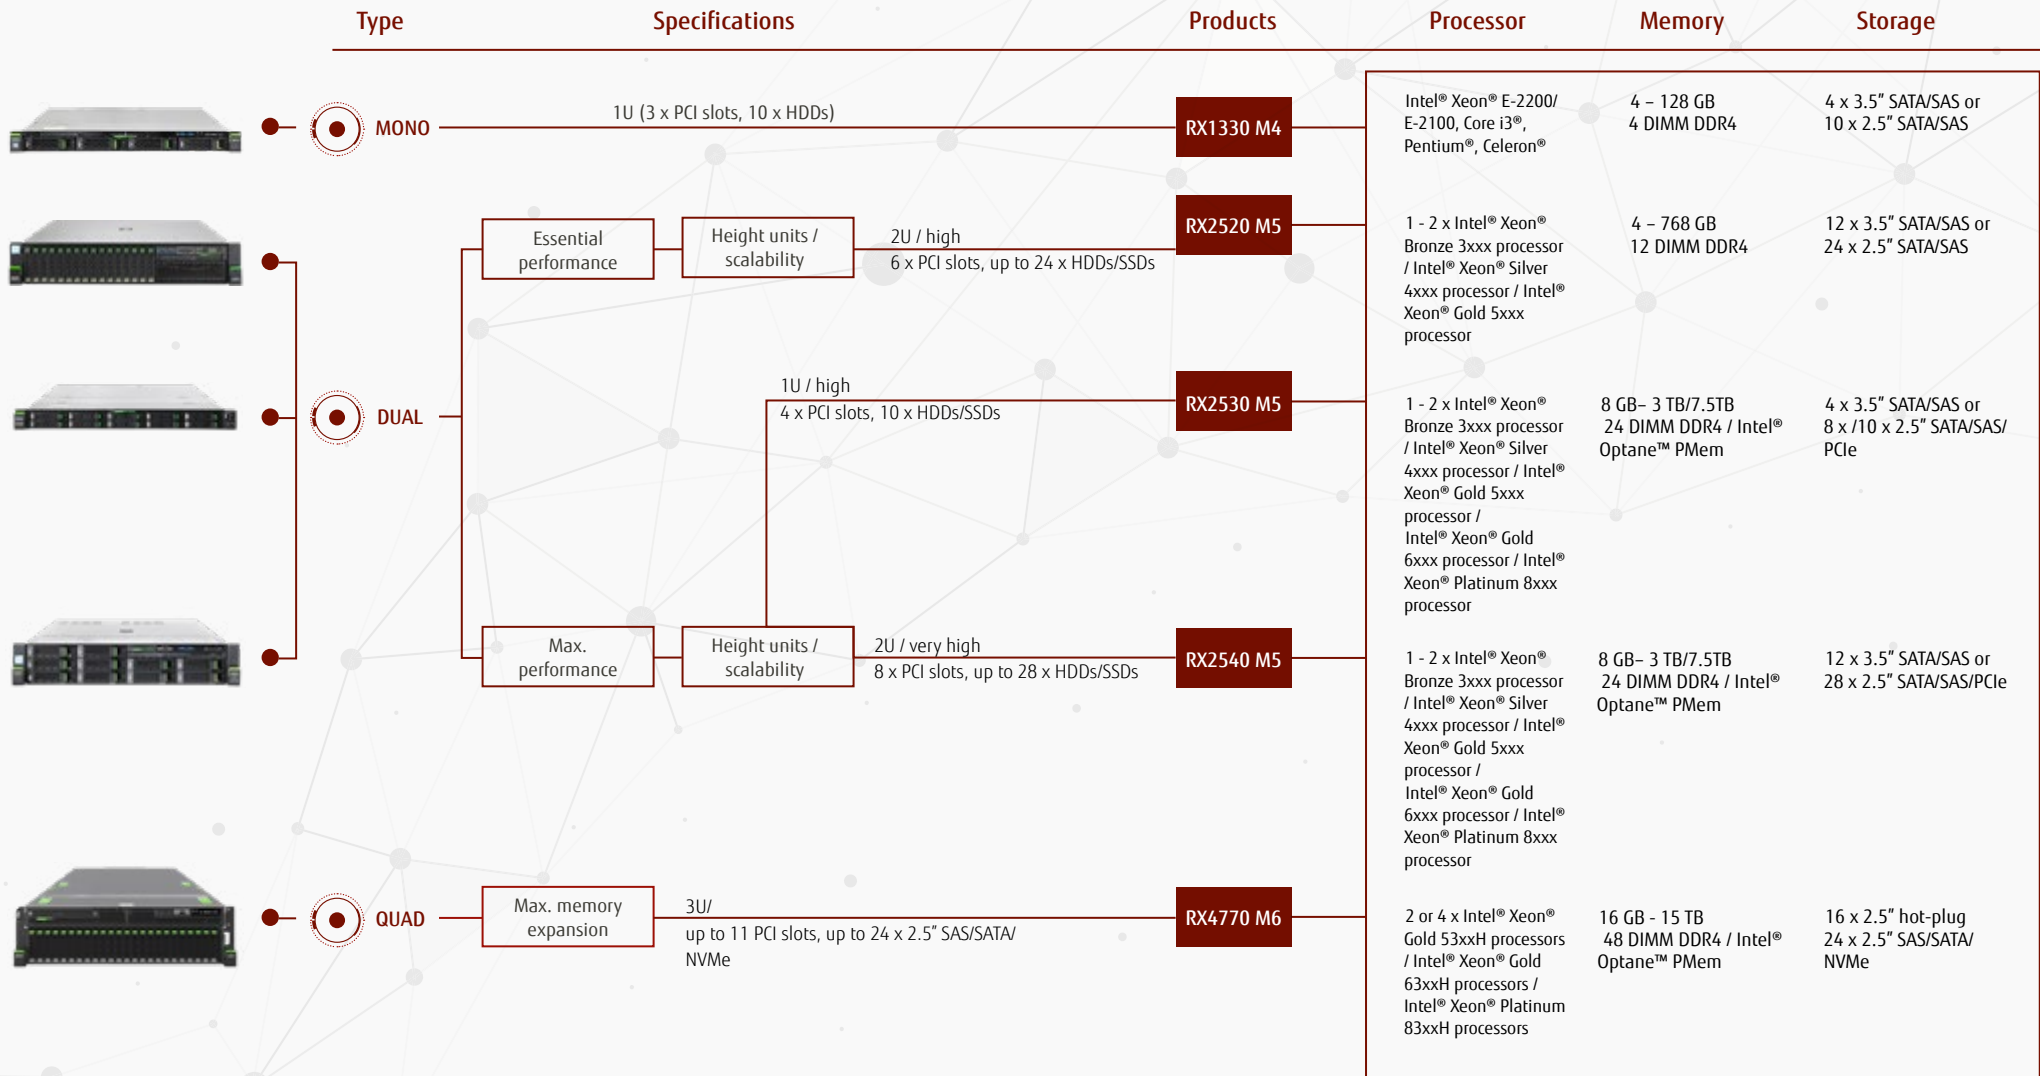 Type Specifications Products Processor Memory Storage
MONO
1U (3 x PCI slots, 10 x HDDs)
RX1330 M4
Intel® Xeon® E-2200/
E-2100, Core i3®,
Pentium®, Celeron®
4 – 128 GB
4 DIMM DDR4
4 x 3.5” SATA/SAS or
10 x 2.5” SATA/SAS
DUAL
Essential
performance
Height units /
scalability
2U / high
6 x PCI slots, up to 24 x HDDs/SSDs
RX2520 M5
1 - 2 x Intel® Xeon®
Bronze 3xxx processor
/ Intel® Xeon® Silver
4xxx processor / Intel®
Xeon® Gold 5xxx
processor
4 – 768 GB
12 DIMM DDR4
12 x 3.5” SATA/SAS or
24 x 2.5” SATA/SAS
1U / high
4 x PCI slots, 10 x HDDs/SSDs
RX2530 M5
1 - 2 x Intel® Xeon®
Bronze 3xxx processor
/ Intel® Xeon® Silver
4xxx processor / Intel®
Xeon® Gold 5xxx
processor /
Intel® Xeon® Gold
6xxx processor / Intel®
Xeon® Platinum 8xxx
processor
8 GB– 3 TB/7.5TB
24 DIMM DDR4 / Intel®
Optane™ PMem
4 x 3.5” SATA/SAS or
8 x /10 x 2.5” SATA/SAS/
PCIe
Max.
performance
Height units /
scalability
2U / very high
8 x PCI slots, up to 28 x HDDs/SSDs
RX2540 M5
1 - 2 x Intel® Xeon®
Bronze 3xxx processor
/ Intel® Xeon® Silver
4xxx processor / Intel®
Xeon® Gold 5xxx
processor /
Intel® Xeon® Gold
6xxx processor / Intel®
Xeon® Platinum 8xxx
processor
8 GB– 3 TB/7.5TB
24 DIMM DDR4 / Intel®
Optane™ PMem
12 x 3.5” SATA/SAS or
28 x 2.5” SATA/SAS/PCIe
QUAD
Max. memory
expansion
3U/
up to 11 PCI slots, up to 24 x 2.5” SAS/SATA/
NVMe
RX4770 M6
2 or 4 x Intel® Xeon®
Gold 53xxH processors
/ Intel® Xeon® Gold
63xxH processors /
Intel® Xeon® Platinum
83xxH processors
16 GB - 15 TB
48 DIMM DDR4 / Intel®
Optane™ PMem
16 x 2.5” hot-plug
24 x 2.5” SAS/SATA/
NVMe